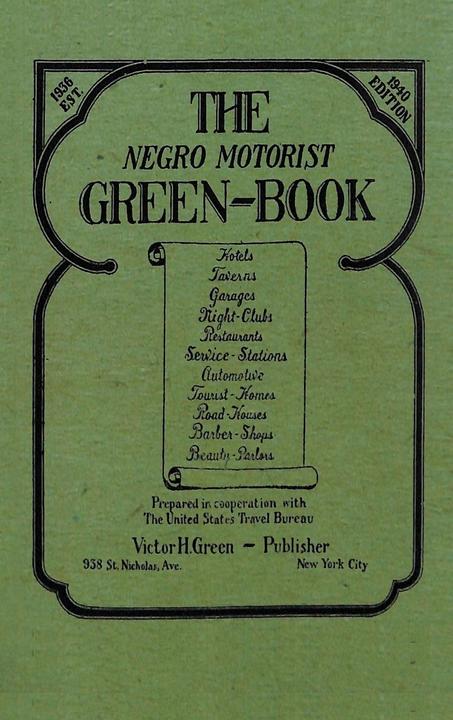 1936
EST.
1940
EDITION
THE
NEGRO MOTORIST
GREEN-BOOK
Hotels
Taverns
Garages
Night-Clubs
Restaurants
Service-Stations
Automotive
Tourist-Homes
Road-Houses
Barber-Shops
Beauty-Parlors
Prepared in cooperation with
The United States Travel Bureau
Victor H. Green — Publisher
938 St. Nicholas, Ave. New York City